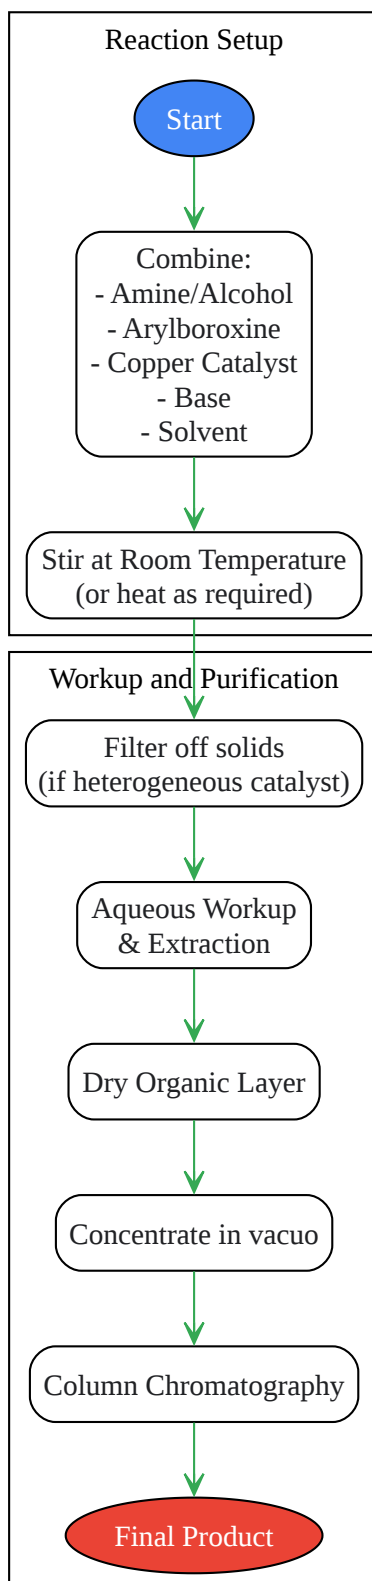 Reaction Setup
Start
Combine:
- Amine/Alcohol
- Arylboroxine
- Copper Catalyst
- Base
- Solvent
Stir at Room Temperature
(or heat as required)
Workup and Purification
Filter off solids
(if heterogeneous catalyst)
Aqueous Workup
& Extraction
Dry Organic Layer
Concentrate in vacuo
Column Chromatography
Final Product